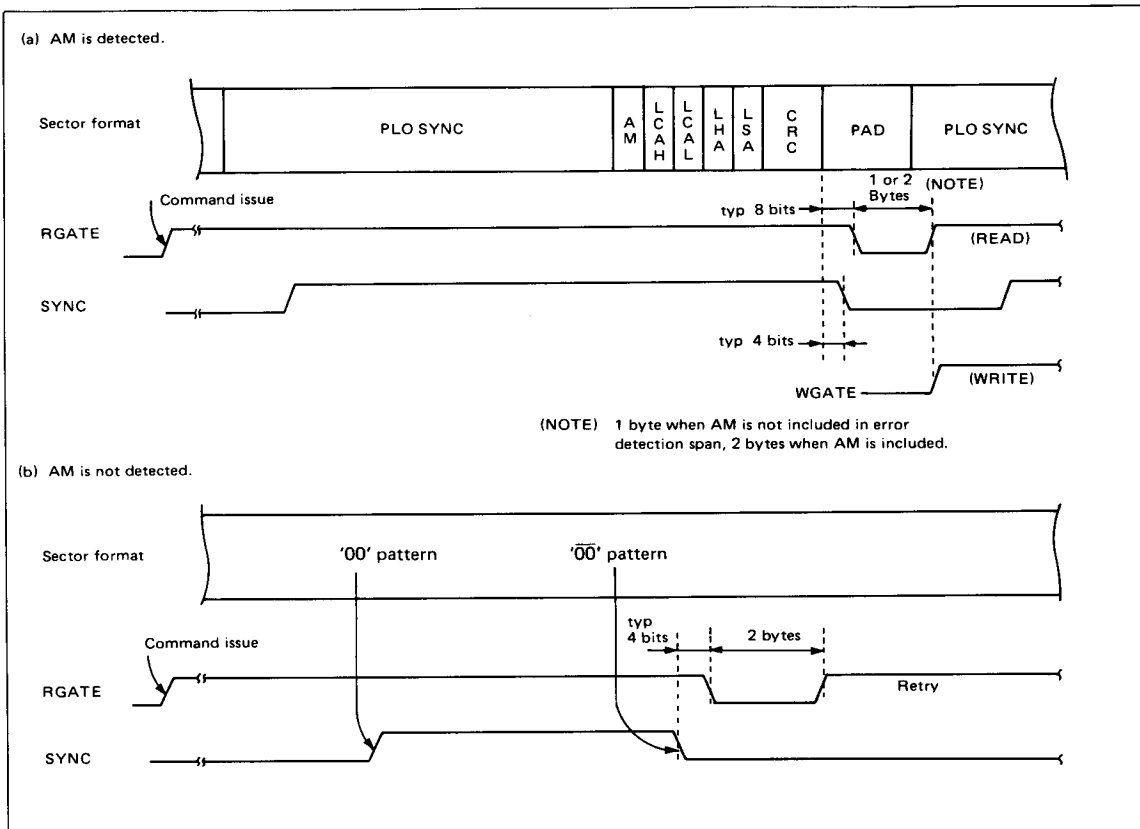 (a) AM is detected.
Sector format
PLO SYNC
AM
LCAH
LCAL
LHA
LSA
CRC
PAD
PLO SYNC
Command issue
typ 8 bits
1 or 2 Bytes
(NOTE)
RGATE
(READ)
SYNC
typ 4 bits
WGATE
(WRITE)
(NOTE) 1 byte when AM is not included in error
detection span, 2 bytes when AM is included.
(b) AM is not detected.
Sector format
'00' pattern
'0̅0̅' pattern
Command issue
typ
4 bits
2 bytes
RGATE
Retry
SYNC